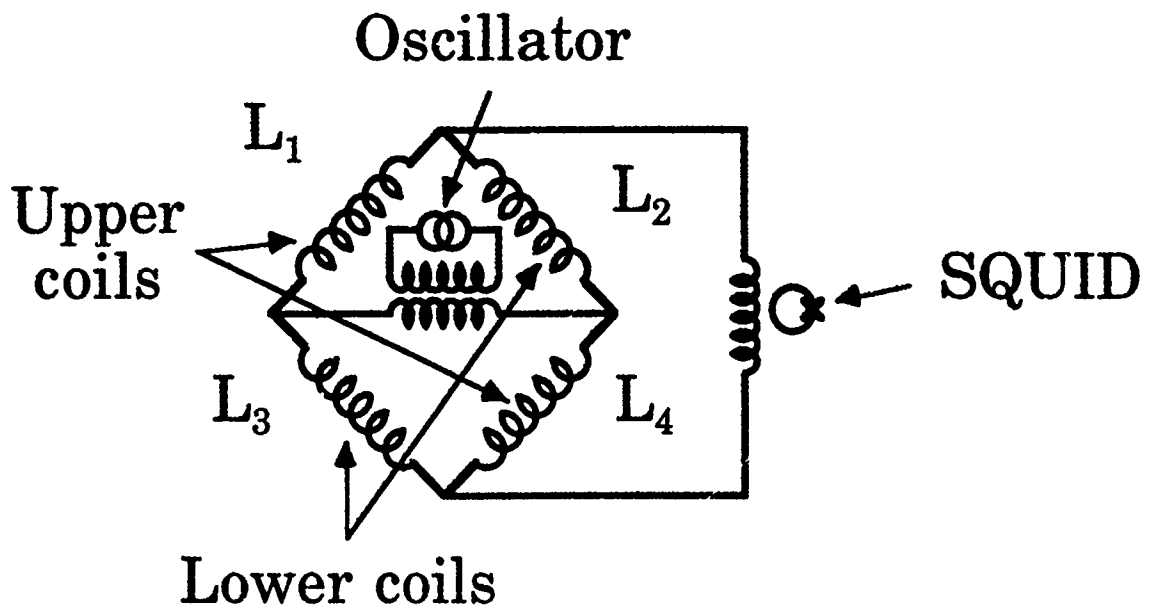 Oscillator
L₁
L₂
Upper
coils
SQUID
L₃
L₄
Lower coils